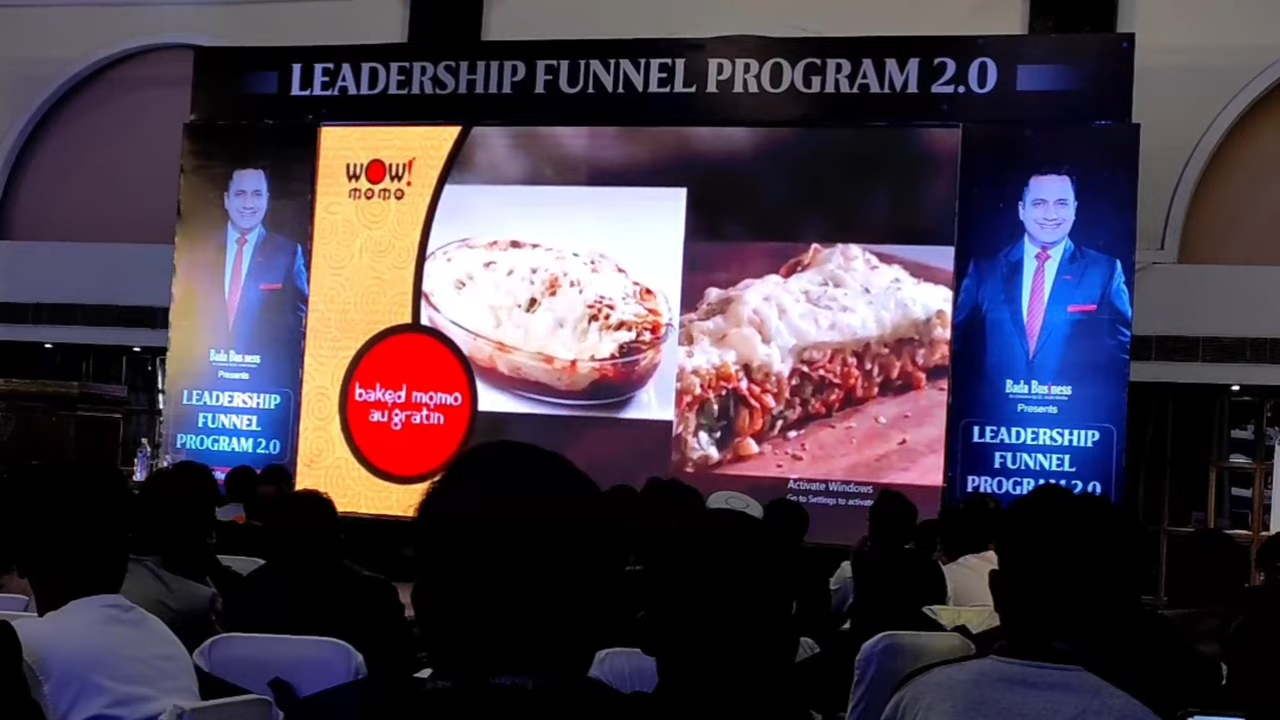 LEADERSHIP FUNNEL PROGRAM 2.0
WOW!
momo
baked momo
au gratin
Activate Windows
Go to Settings to activate
Bada Business
Presents
LEADERSHIP
FUNNEL
PROGRAM 2.0
Bada Business
Presents
LEADERSHIP
FUNNEL
PROGRAM 2.0